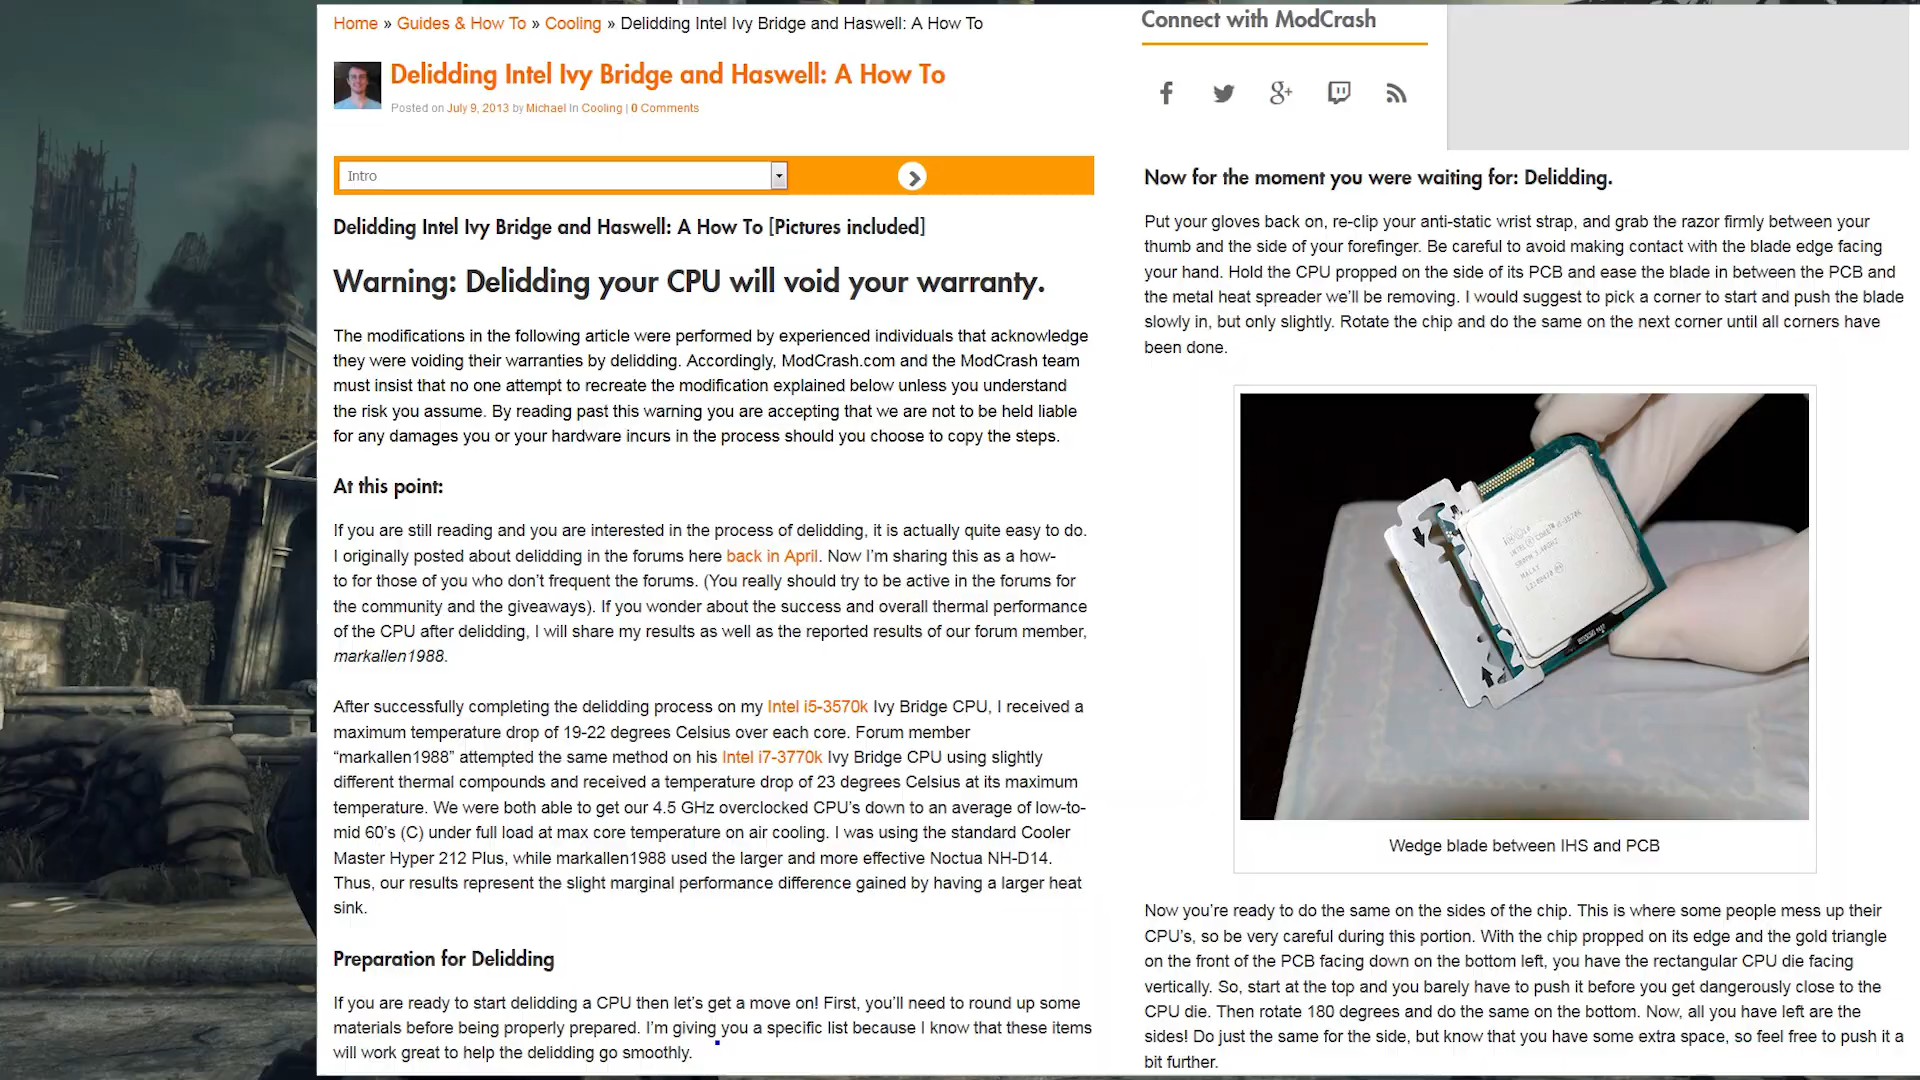 Home » Guides & How To » Cooling » Delidding Intel Ivy Bridge and Haswell: A How To
Delidding Intel Ivy Bridge and Haswell: A How To
Posted on July 9, 2013 by Michael In Cooling | 0 Comments
Intro
Delidding Intel Ivy Bridge and Haswell: A How To [Pictures included]
Warning: Delidding your CPU will void your warranty.
The modifications in the following article were performed by experienced individuals that acknowledge
they were voiding their warranties by delidding. Accordingly, ModCrash.com and the ModCrash team
must insist that no one attempt to recreate the modification explained below unless you understand
the risk you assume. By reading past this warning you are accepting that we are not to be held liable
for any damages you or your hardware incurs in the process should you choose to copy the steps.
At this point:
If you are still reading and you are interested in the process of delidding, it is actually quite easy to do.
I originally posted about delidding in the forums here back in April. Now I'm sharing this as a how-
to for those of you who don't frequent the forums. (You really should try to be active in the forums for
the community and the giveaways). If you wonder about the success and overall thermal performance
of the CPU after delidding, I will share my results as well as the reported results of our forum member,
markallen1988.
After successfully completing the delidding process on my Intel i5-3570k Ivy Bridge CPU, I received a
maximum temperature drop of 19-22 degrees Celsius over each core. Forum member
“markallen1988” attempted the same method on his Intel i7-3770k Ivy Bridge CPU using slightly
different thermal compounds and received a temperature drop of 23 degrees Celsius at its maximum
temperature. We were both able to get our 4.5 GHz overclocked CPU's down to an average of low-to-
mid 60's (C) under full load at max core temperature on air cooling. I was using the standard Cooler
Master Hyper 212 Plus, while markallen1988 used the larger and more effective Noctua NH-D14.
Thus, our results represent the slight marginal performance difference gained by having a larger heat
sink.
Preparation for Delidding
If you are ready to start delidding a CPU then let's get a move on! First, you'll need to round up some
materials before being properly prepared. I'm giving you a specific list because I know that these items
will work great to help the delidding go smoothly.
Connect with ModCrash
Now for the moment you were waiting for: Delidding.
Put your gloves back on, re-clip your anti-static wrist strap, and grab the razor firmly between your
thumb and the side of your forefinger. Be careful to avoid making contact with the blade edge facing
your hand. Hold the CPU propped on the side of its PCB and ease the blade in between the PCB and
the metal heat spreader we'll be removing. I would suggest to pick a corner to start and push the blade
slowly in, but only slightly. Rotate the chip and do the same on the next corner until all corners have
been done.
Wedge blade between IHS and PCB
Now you're ready to do the same on the sides of the chip. This is where some people mess up their
CPU's, so be very careful during this portion. With the chip propped on its edge and the gold triangle
on the front of the PCB facing down on the bottom left, you have the rectangular CPU die facing
vertically. So, start at the top and you barely have to push it before you get dangerously close to the
CPU die. Then rotate 180 degrees and do the same on the bottom. Now, all you have left are the
sides! Do just the same for the side, but know that you have some extra space, so feel free to push it a
bit further.